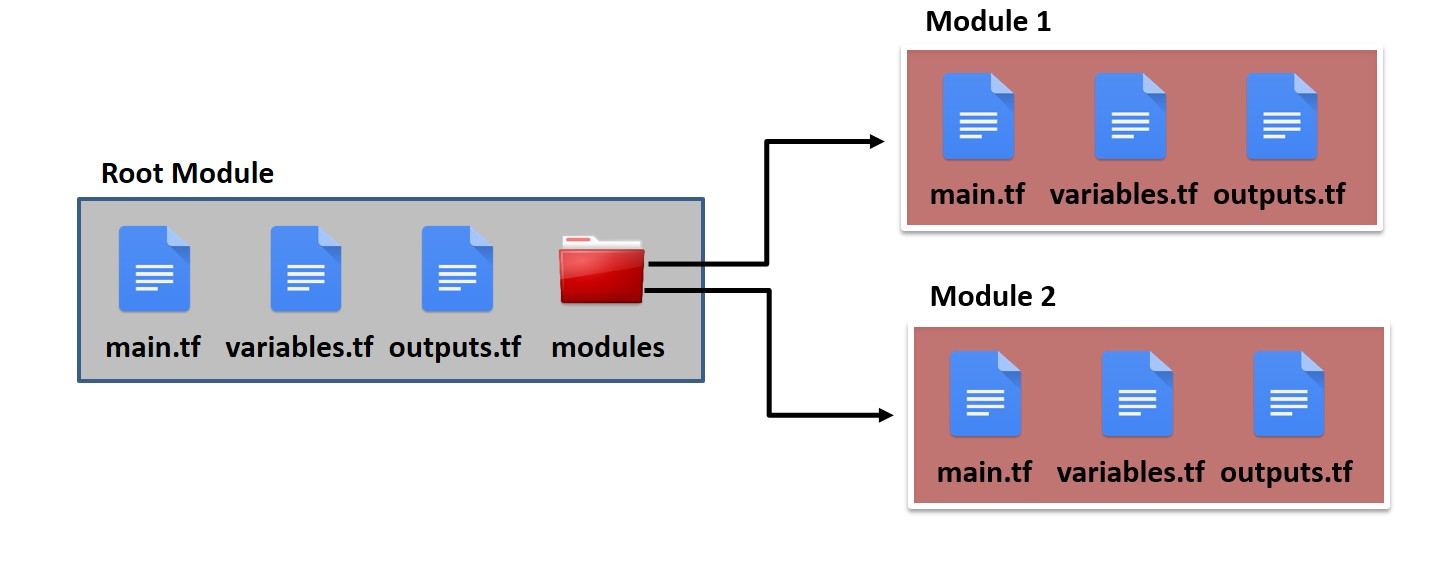 Module 1
main.tf variables.tf outputs.tf
Root Module
main.tf variables.tf outputs.tf modules
Module 2
main.tf variables.tf outputs.tf